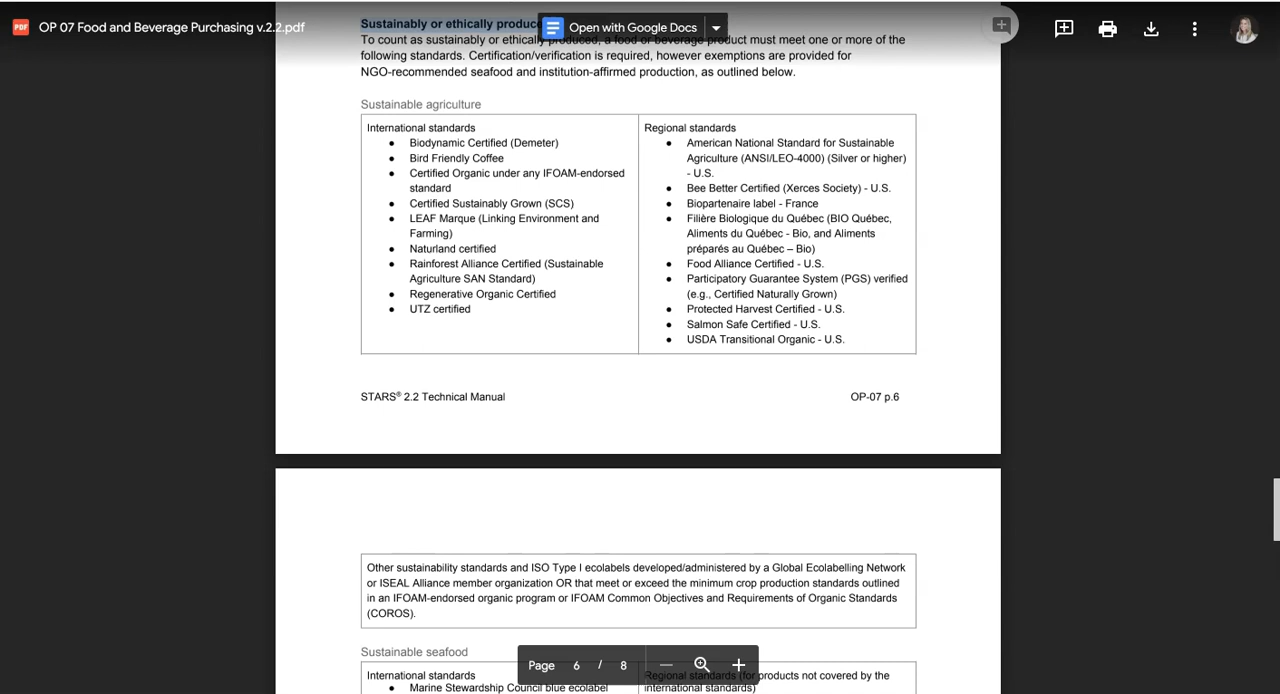 PDF OP 07 Food and Beverage Purchasing v.2.2.pdf
Open with Google Docs
Sustainably or ethically produce
To count as sustainably or ethically produced, a food or beverage product must meet one or more of the
following standards. Certification/verification is required, however exemptions are provided for
NGO-recommended seafood and institution-affirmed production, as outlined below.
Sustainable agriculture
International standards
● Biodynamic Certified (Demeter)
● Bird Friendly Coffee
● Certified Organic under any IFOAM-endorsed
standard
● Certified Sustainably Grown (SCS)
● LEAF Marque (Linking Environment and
Farming)
● Naturland certified
● Rainforest Alliance Certified (Sustainable
Agriculture SAN Standard)
● Regenerative Organic Certified
● UTZ certified
Regional standards
● American National Standard for Sustainable
Agriculture (ANSI/LEO-4000) (Silver or higher)
- U.S.
● Bee Better Certified (Xerces Society) - U.S.
● Biopartenaire label - France
● Filière Biologique du Québec (BIO Québec,
Aliments du Québec - Bio, and Aliments
préparés au Québec – Bio)
● Food Alliance Certified - U.S.
● Participatory Guarantee System (PGS) verified
(e.g., Certified Naturally Grown)
● Protected Harvest Certified - U.S.
● Salmon Safe Certified - U.S.
● USDA Transitional Organic - U.S.
STARS® 2.2 Technical Manual OP-07 p.6
Other sustainability standards and ISO Type I ecolabels developed/administered by a Global Ecolabelling Network
or ISEAL Alliance member organization OR that meet or exceed the minimum crop production standards outlined
in an IFOAM-endorsed organic program or IFOAM Common Objectives and Requirements of Organic Standards
(COROS).
Sustainable seafood
International standards
● Marine Stewardship Council blue ecolabel
Regional standards (for products not covered by the
international standards)
Page 6 / 8